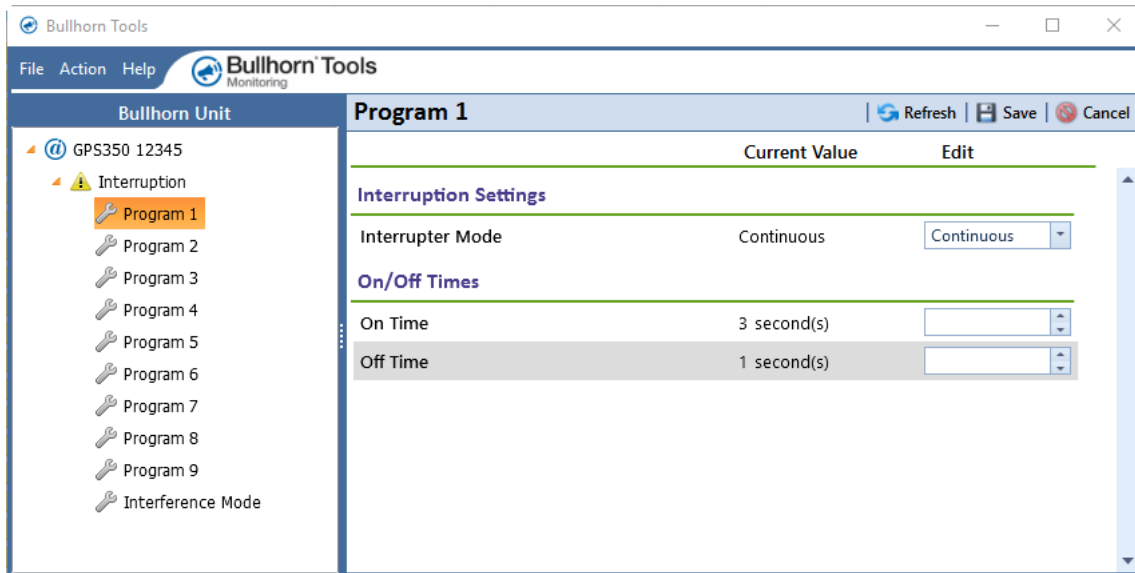 Bullhorn Tools
File Action Help Bullhorn Tools
Monitoring
Bullhorn Unit
Program 1
Refresh Save Cancel
GPS350 12345
Interruption
Program 1
Program 2
Program 3
Program 4
Program 5
Program 6
Program 7
Program 8
Program 9
Interference Mode
Current Value Edit
Interruption Settings
Interrupter Mode Continuous Continuous
On/Off Times
On Time 3 second(s)
Off Time 1 second(s)